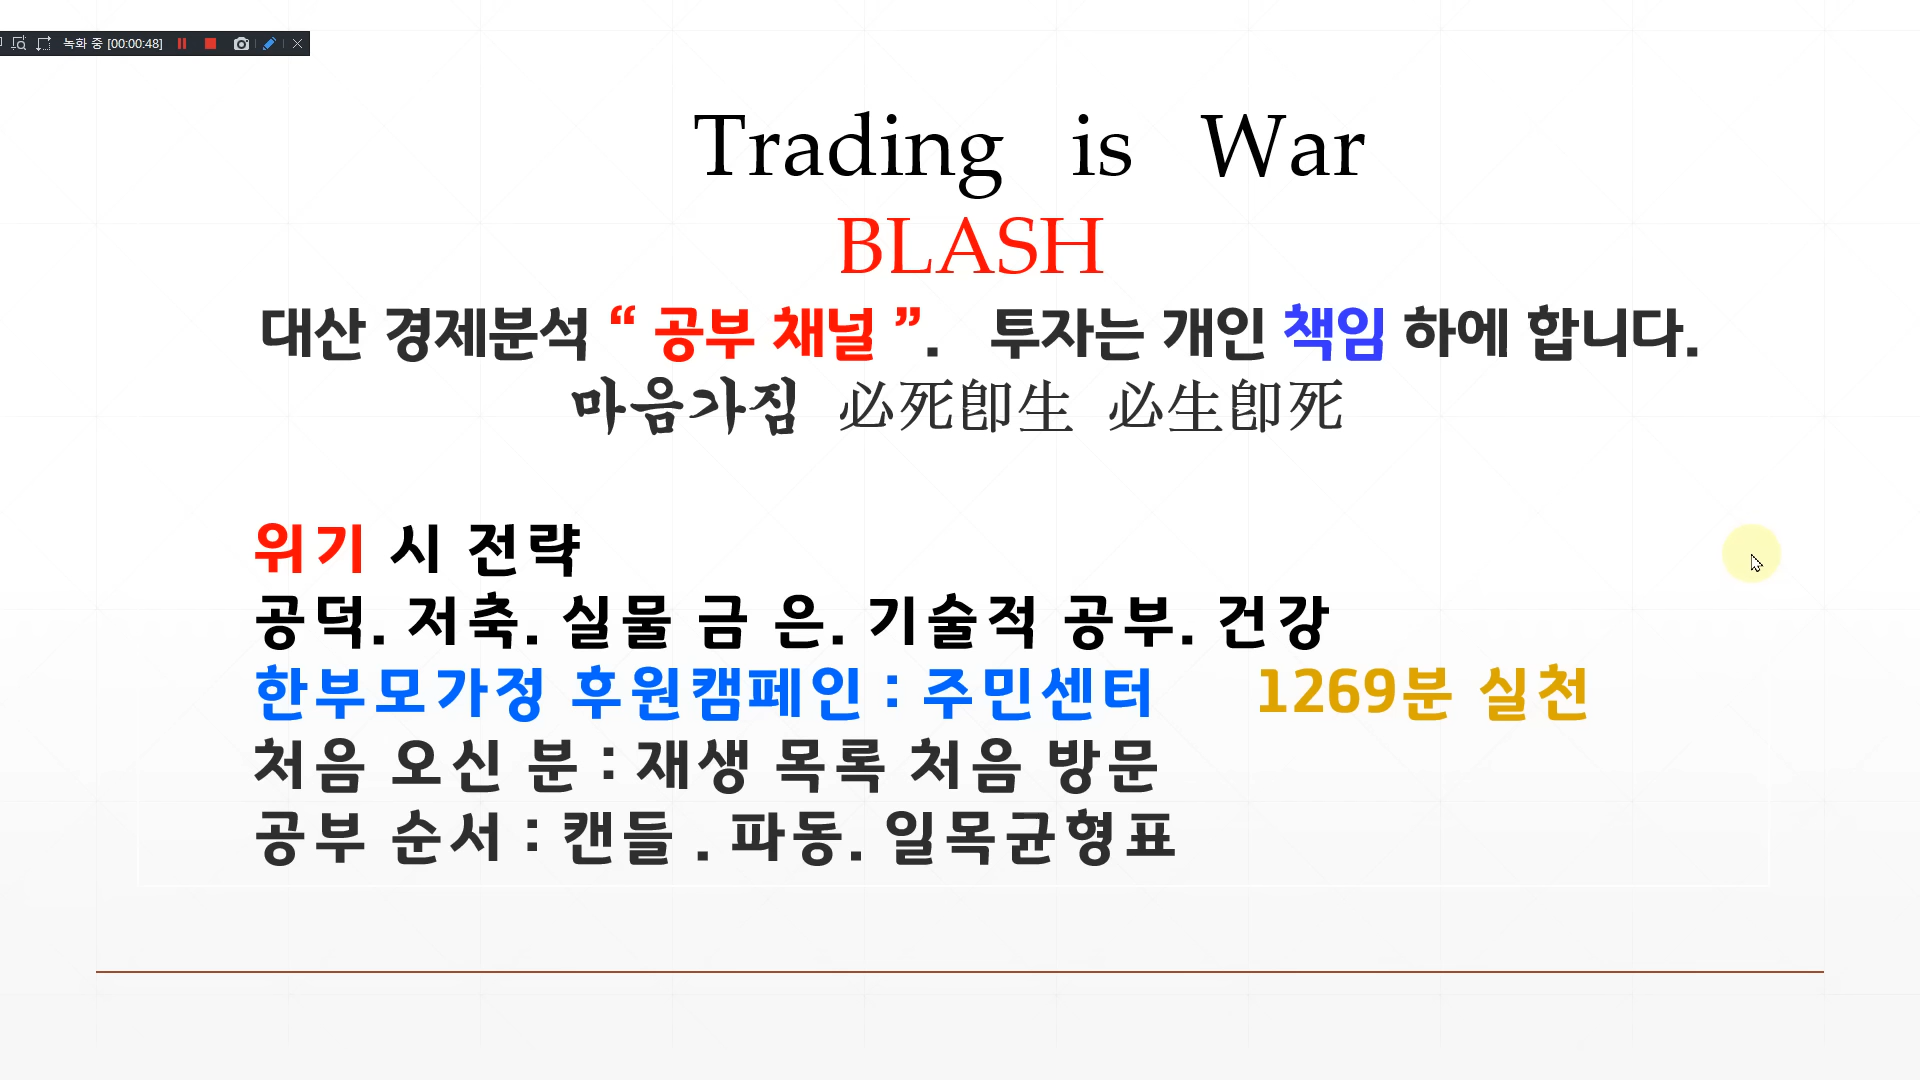 녹화 중 [00:00:48]
Trading is War
BLASH
대산 경제분석 “ 공부 채널 ”. 투자는 개인 책임 하에 합니다.
마음가짐 必死卽生 必生卽死
위기 시 전략
공덕. 저축. 실물 금 은. 기술적 공부. 건강
한부모가정 후원캠페인 : 주민센터 1269분 실천
처음 오신 분 : 재생 목록 처음 방문
공부 순서 : 캔들 . 파동. 일목균형표